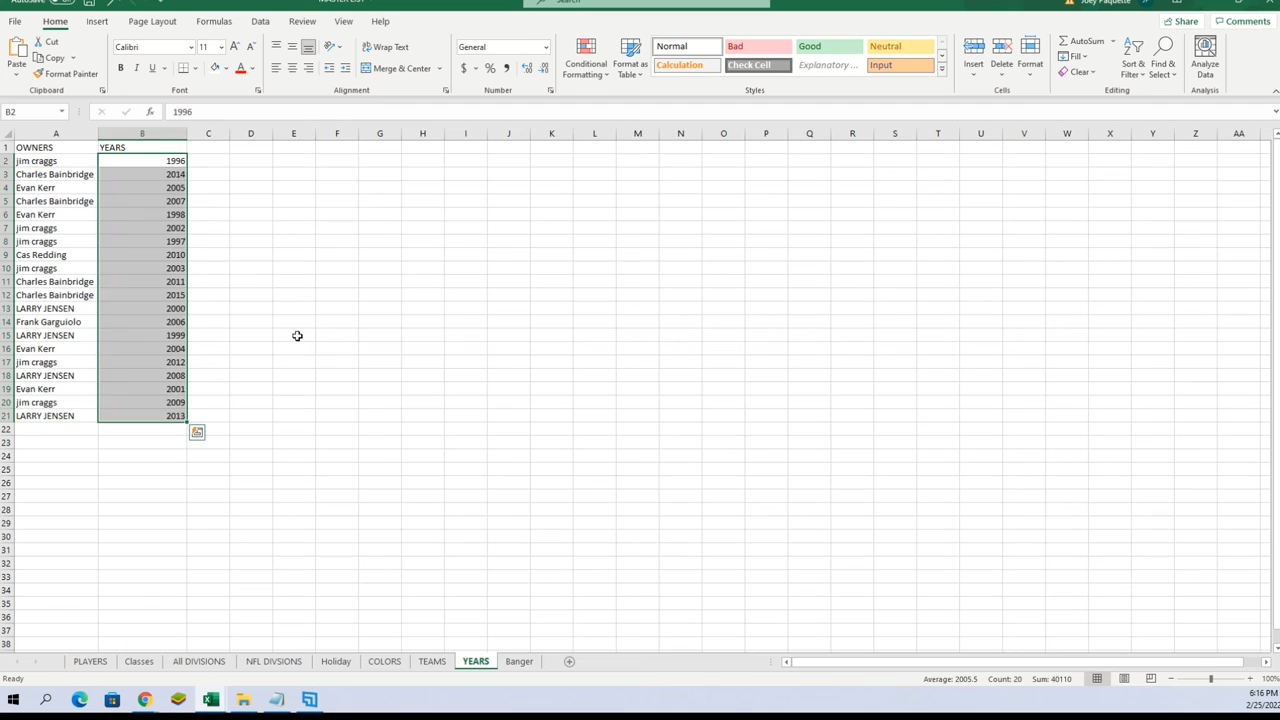 File Home Insert Page Layout Formulas Data Review View Help Share Comments
Cut Calibri 11 Wrap Text General Normal Bad Good Neutral AutoSum
Copy Fill
Format Painter B I U Merge & Center $ % Calculation Check Cell Explanatory ... Input Clear
Paste Conditional Formatting Format as Table Insert Delete Format Sort & Filter Find & Select Analyze Data
Clipboard Font Alignment Number Styles Cells Editing Analysis
B2 fx 1996
A B C D E F G H I J K L M N O P Q R S T U V W X Y Z AA
1 OWNERS YEARS
2 jim craggs 1996
3 Charles Bainbridge 2014
4 Evan Kerr 2005
5 Charles Bainbridge 2007
6 Evan Kerr 1998
7 jim craggs 2002
8 jim craggs 1997
9 Cas Redding 2010
10 jim craggs 2003
11 Charles Bainbridge 2011
12 Charles Bainbridge 2015
13 LARRY JENSEN 2000
14 Frank Garguiolo 2006
15 LARRY JENSEN 1999
16 Evan Kerr 2004
17 jim craggs 2012
18 LARRY JENSEN 2008
19 Evan Kerr 2001
20 jim craggs 2009
21 LARRY JENSEN 2013
22
23
24
25
26
27
28
29
30
31
32
33
34
35
36
37
38
PLAYERS Classes All DIVISIONS NFL DIVSIONS Holiday COLORS TEAMS YEARS Banger
Ready Average: 2005.5 Count: 20 Sum: 40110 100%
6:16 PM